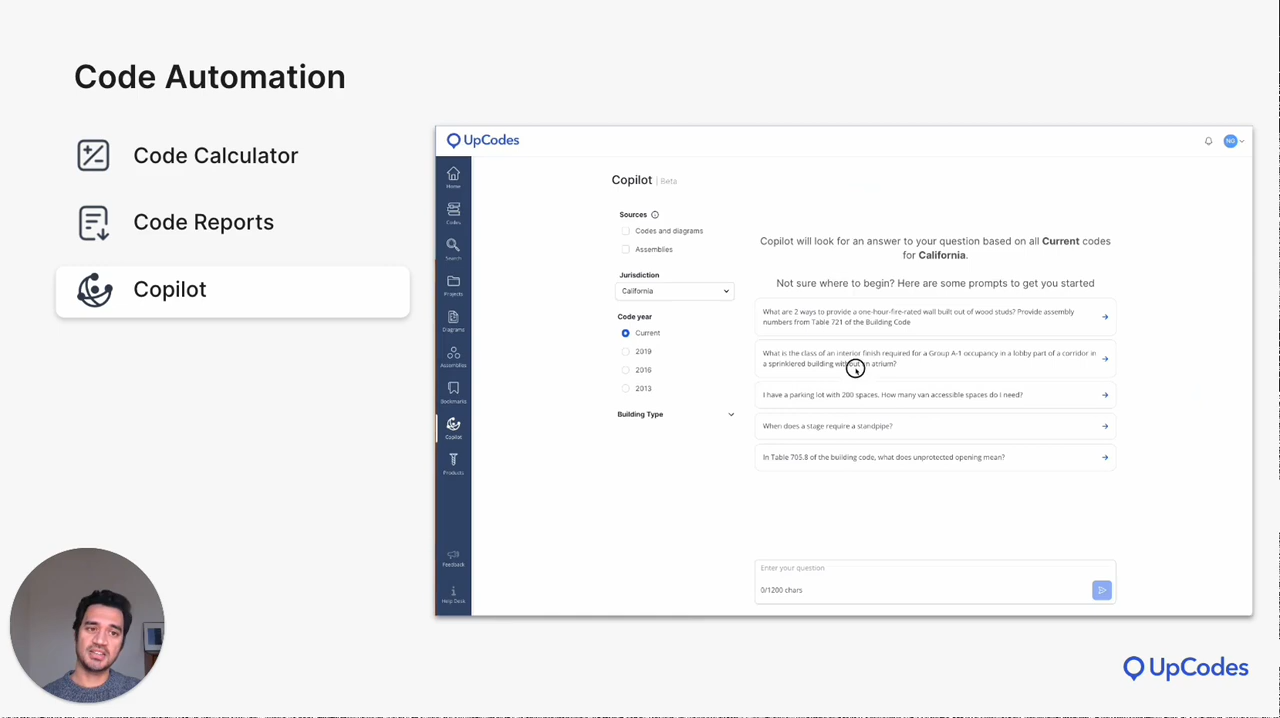 Code Automation
Code Calculator
Code Reports
Copilot
UpCodes
NG
Home
Codes
Search
Projects
Diagrams
Assemblies
Bookmarks
Copilot
Products
Feedback
Help Desk
Copilot | Beta
Sources
Codes and diagrams
Assemblies
Jurisdiction
California
Code year
Current
2019
2016
2013
Building Type
Copilot will look for an answer to your question based on all Current codes
for California.
Not sure where to begin? Here are some prompts to get you started
What are 2 ways to provide a one-hour-fire-rated wall built out of wood studs? Provide assembly
numbers from Table 721 of the Building Code
What is the class of an interior finish required for a Group A-1 occupancy in a lobby part of a corridor in
a sprinklered building without an atrium?
I have a parking lot with 200 spaces. How many van accessible spaces do I need?
When does a stage require a standpipe?
In Table 705.8 of the building code, what does unprotected opening mean?
Enter your question
0/1200 chars
UpCodes